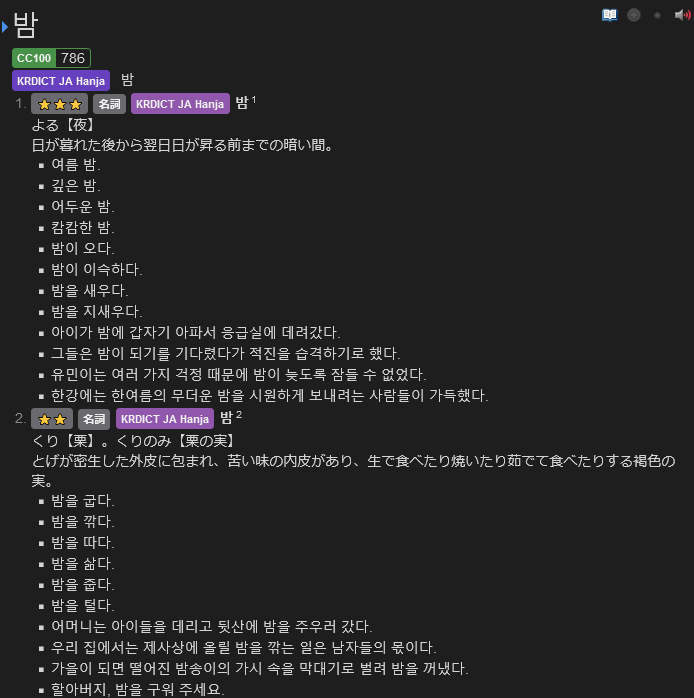 밤
CC100 786
KRDICT JA Hanja 밤
1. ★★★ 名詞 KRDICT JA Hanja 밤 1
よる【夜】
日が暮れた後から翌日日が昇る前までの暗い間。
▪ 여름 밤.
▪ 깊은 밤.
▪ 어두운 밤.
▪ 캄캄한 밤.
▪ 밤이 오다.
▪ 밤이 이슥하다.
▪ 밤을 새우다.
▪ 밤을 지새우다.
▪ 아이가 밤에 갑자기 아파서 응급실에 데려갔다.
▪ 그들은 밤이 되기를 기다렸다가 적진을 습격하기로 했다.
▪ 유민이는 여러 가지 걱정 때문에 밤이 늦도록 잠들 수 없었다.
▪ 한강에는 한여름의 무더운 밤을 시원하게 보내려는 사람들이 가득했다.
2. ★★ 名詞 KRDICT JA Hanja 밤 2
くり【栗】。くりのみ【栗の実】
とげが密生した外皮に包まれ、苦い味の内皮があり、生で食べたり焼いたり茹でて食べたりする褐色の
実。
▪ 밤을 굽다.
▪ 밤을 깎다.
▪ 밤을 따다.
▪ 밤을 삶다.
▪ 밤을 줍다.
▪ 밤을 털다.
▪ 어머니는 아이들을 데리고 뒷산에 밤을 주우러 갔다.
▪ 우리 집에서는 제사상에 올릴 밤을 깎는 일은 남자들의 몫이다.
▪ 가을이 되면 떨어진 밤송이의 가시 속을 막대기로 벌려 밤을 꺼냈다.
▪ 할아버지, 밤을 구워 주세요.